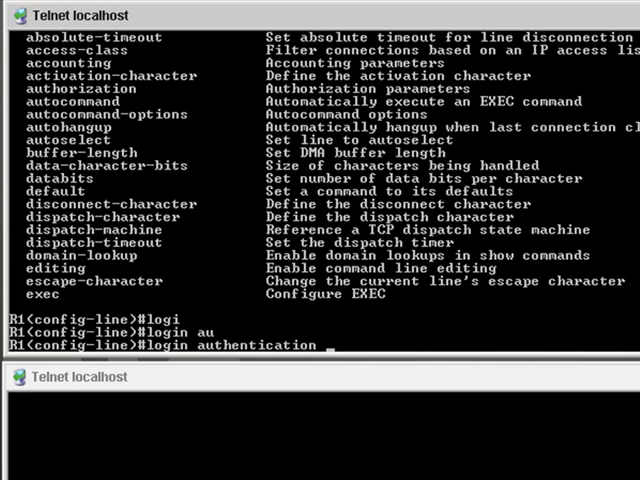 Telnet localhost
absolute-timeout Set absolute timeout for line disconnection
access-class Filter connections based on an IP access lis
accounting Accounting parameters
activation-character Define the activation character
authorization Authorization parameters
autocommand Automatically execute an EXEC command
autocommand-options Autocommand options
autohangup Automatically hangup when last connection cl
autoselect Set line to autoselect
buffer-length Set DMA buffer length
data-character-bits Size of characters being handled
databits Set number of data bits per character
default Set a command to its defaults
disconnect-character Define the disconnect character
dispatch-character Define the dispatch character
dispatch-machine Reference a TCP dispatch state machine
dispatch-timeout Set the dispatch timer
domain-lookup Enable domain lookups in show commands
editing Enable command line editing
escape-character Change the current line's escape character
exec Configure EXEC
R1(config-line)#logi
R1(config-line)#login au
R1(config-line)#login authentication _
Telnet localhost